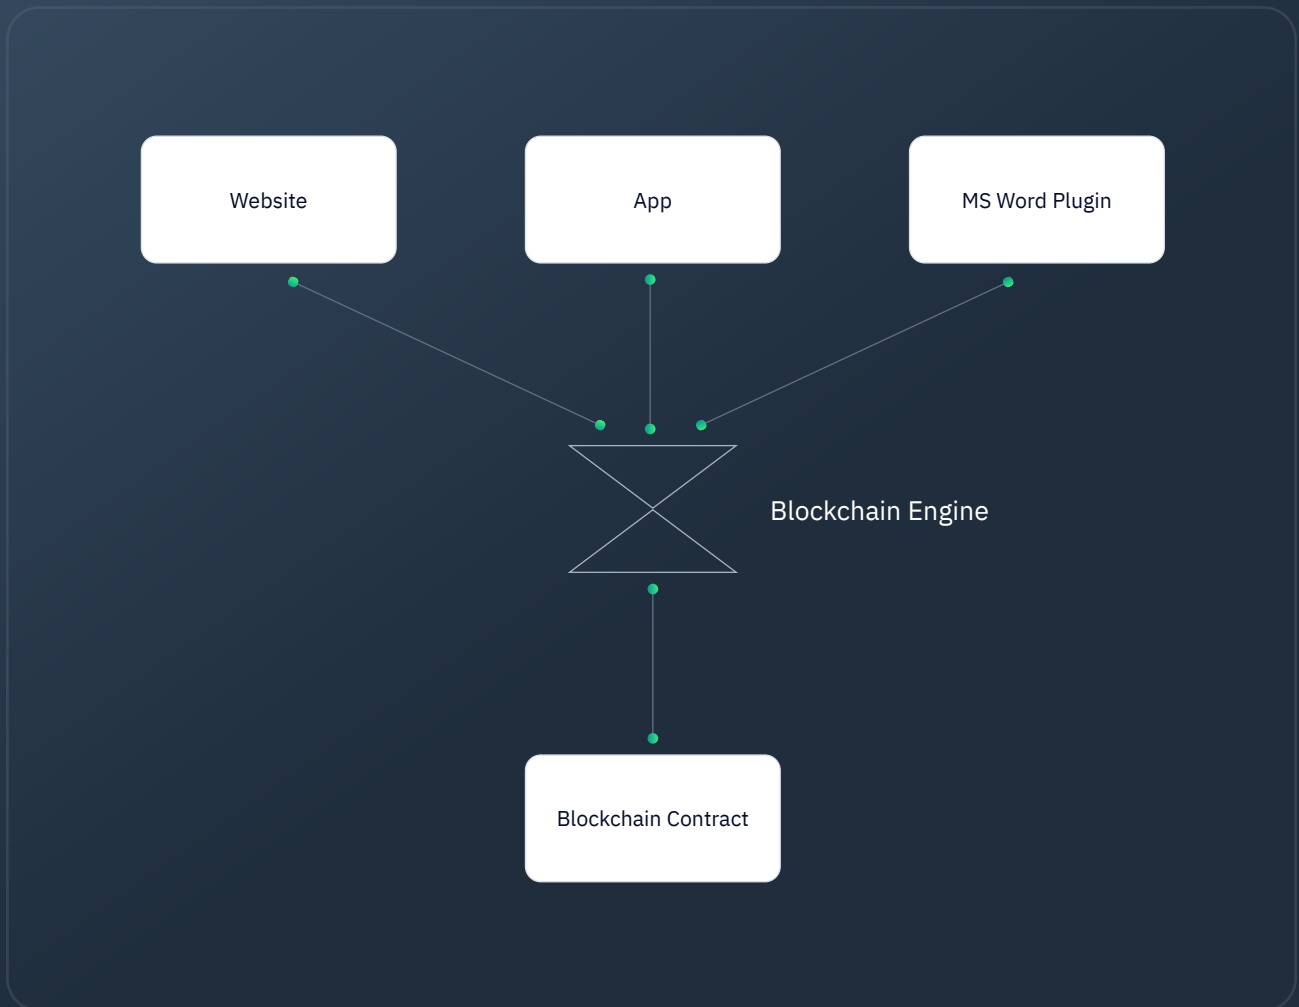 Website
App
MS Word Plugin
Blockchain Engine
Blockchain Contract